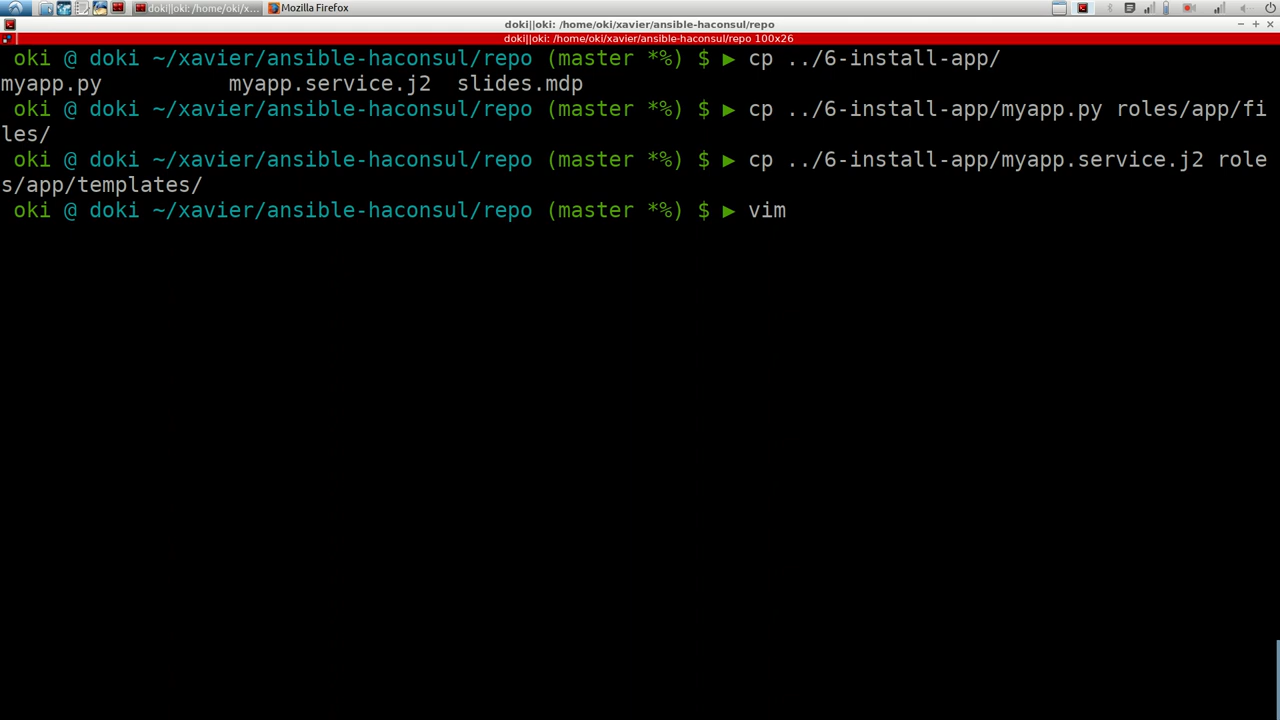 doki||oki: /home/oki/x...
Mozilla Firefox
doki||oki: /home/oki/xavier/ansible-haconsul/repo
doki||oki: /home/oki/xavier/ansible-haconsul/repo 100x26
oki @ doki ~/xavier/ansible-haconsul/repo (master *%) $ ▶ cp ../6-install-app/
myapp.py myapp.service.j2 slides.mdp
oki @ doki ~/xavier/ansible-haconsul/repo (master *%) $ ▶ cp ../6-install-app/myapp.py roles/app/fi
les/
oki @ doki ~/xavier/ansible-haconsul/repo (master *%) $ ▶ cp ../6-install-app/myapp.service.j2 role
s/app/templates/
oki @ doki ~/xavier/ansible-haconsul/repo (master *%) $ ▶ vim